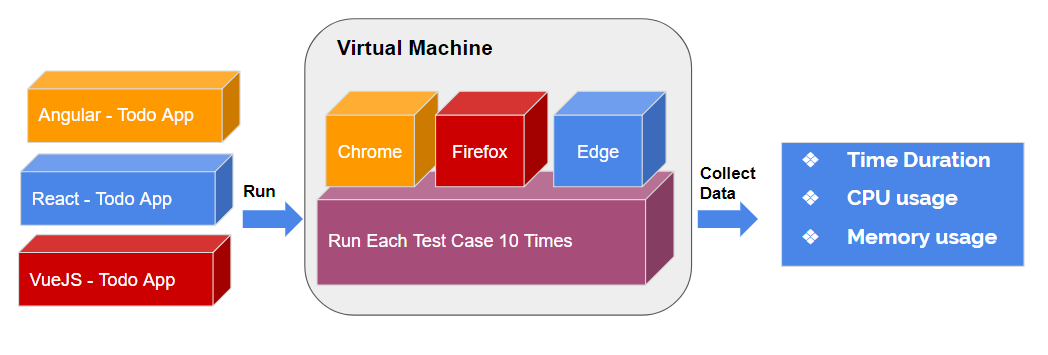 Virtual Machine
Angular - Todo App
React - Todo App
VueJS - Todo App
Run
Chrome
Firefox
Edge
Run Each Test Case 10 Times
Collect
Data
❖ Time Duration
❖ CPU usage
❖ Memory usage